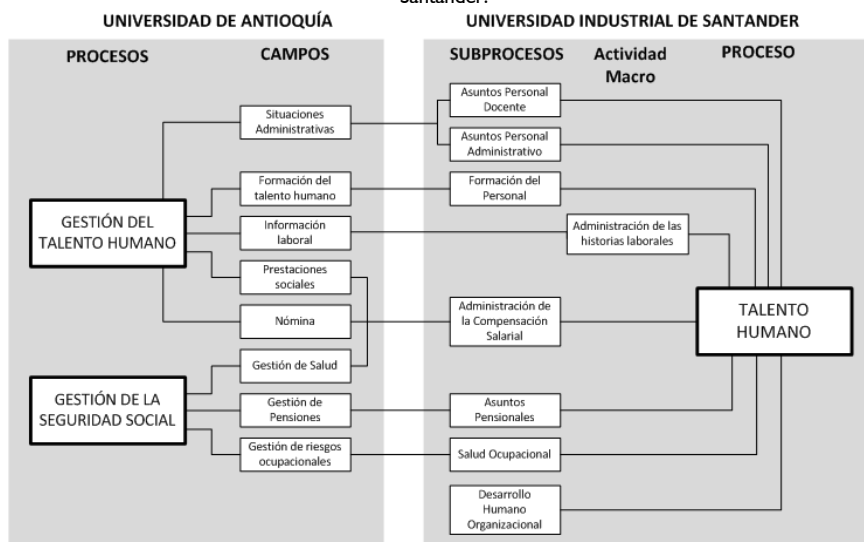 Santander.
UNIVERSIDAD DE ANTIOQUÍA
UNIVERSIDAD INDUSTRIAL DE SANTANDER
PROCESOS
CAMPOS
SUBPROCESOS
Actividad
Macro
PROCESO
Situaciones
Administrativas
Formación del
talento humano
Información
laboral
Prestaciones
sociales
Nómina
Gestión de Salud
Gestión de
Pensiones
Gestión de riesgos
ocupacionales
GESTIÓN DEL
TALENTO HUMANO
GESTIÓN DE LA
SEGURIDAD SOCIAL
Asuntos Personal
Docente
Asuntos Personal
Administrativo
Formación del
Personal
Administración de las
historias laborales
Administración de
la Compensación
Salarial
Asuntos
Pensionales
Salud Ocupacional
Desarrollo
Humano
Organizacional
TALENTO
HUMANO